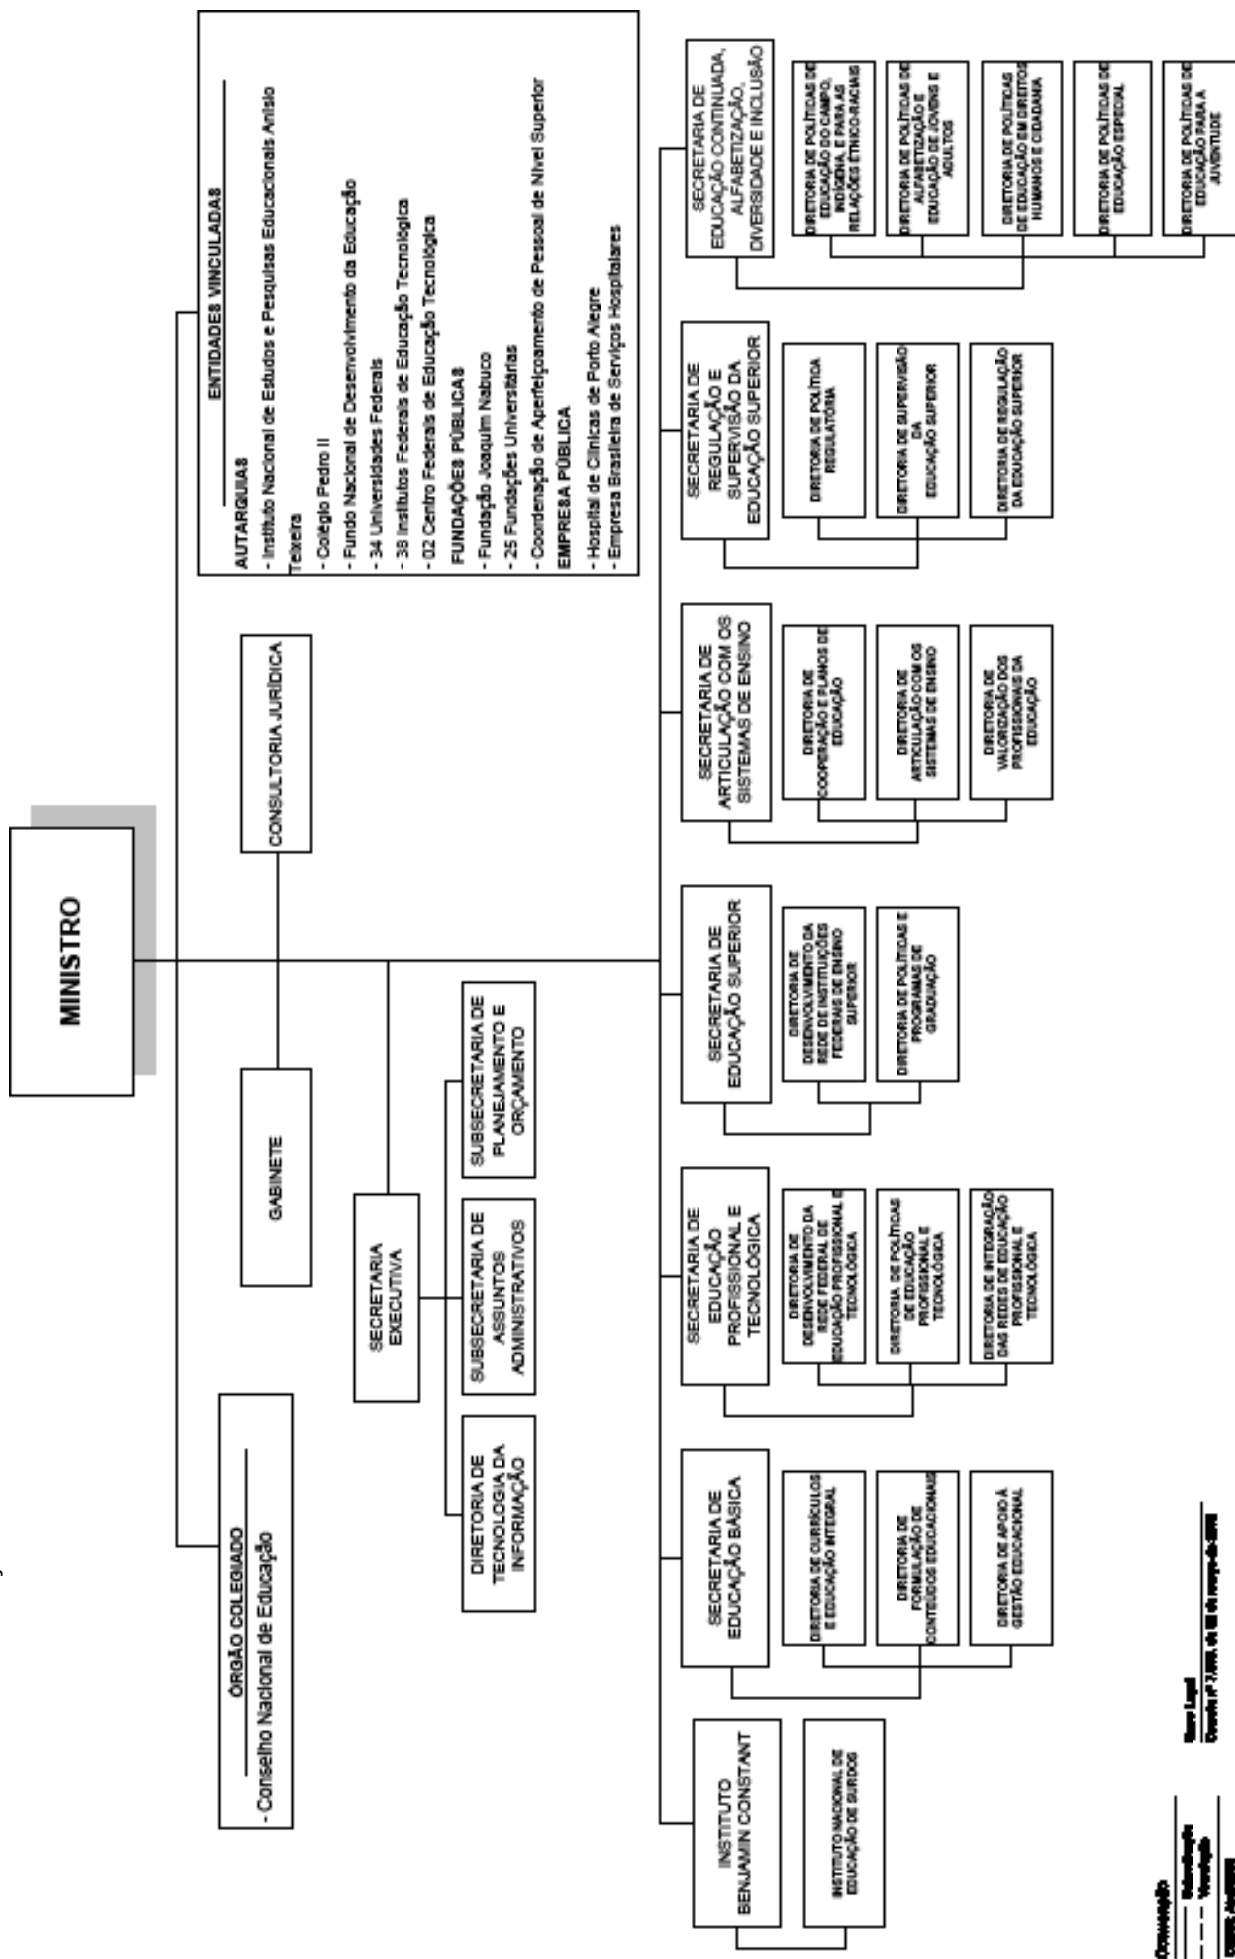 MINISTRO
ÓRGÃO COLEGIADO
- Conselho Nacional de Educação
GABINETE
CONSULTORIA JURÍDICA
ENTIDADES VINCULADAS
AUTARQUIAS
- Instituto Nacional de Estudos e Pesquisas Educacionais Anísio
Teixeira
- Colégio Pedro II
- Fundo Nacional de Desenvolvimento da Educação
- 34 Universidades Federais
- 38 Institutos Federais de Educação Tecnológica
- 02 Centro Federais de Educação Tecnológica
FUNDAÇÕES PÚBLICAS
- Fundação Joaquim Nabuco
- 25 Fundações Universitárias
- Coordenação de Aperfeiçoamento de Pessoal de Nível Superior
EMPRESA PÚBLICA
- Hospital de Clínicas de Porto Alegre
- Empresa Brasileira de Serviços Hospitalares
SECRETARIA
EXECUTIVA
DIRETORIA DE
TECNOLOGIA DA
INFORMAÇÃO
SUBSECRETARIA DE
ASSUNTOS
ADMINISTRATIVOS
SUBSECRETARIA DE
PLANEJAMENTO E
ORÇAMENTO
INSTITUTO
BENJAMIN CONSTANT
INSTITUTO NACIONAL DE
EDUCAÇÃO DE SURDOS
SECRETARIA DE
EDUCAÇÃO BÁSICA
DIRETORIA DE CURRÍCULOS
E EDUCAÇÃO INTEGRAL
DIRETORIA DE
FORMULAÇÃO DE
CONTEÚDOS EDUCACIONAIS
DIRETORIA DE APOIO À
GESTÃO EDUCACIONAL
SECRETARIA DE
EDUCAÇÃO
PROFISSIONAL E
TECNOLÓGICA
DIRETORIA DE
DESENVOLVIMENTO DA
REDE FEDERAL DE
EDUCAÇÃO PROFISSIONAL E
TECNOLÓGICA
DIRETORIA DE POLÍTICAS
DE EDUCAÇÃO
PROFISSIONAL E
TECNOLÓGICA
DIRETORIA DE INTEGRAÇÃO
DAS REDES DE EDUCAÇÃO
PROFISSIONAL E
TECNOLÓGICA
SECRETARIA DE
EDUCAÇÃO SUPERIOR
DIRETORIA DE
DESENVOLVIMENTO DA
REDE DE INSTITUIÇÕES
FEDERAIS DE ENSINO
SUPERIOR
DIRETORIA DE POLÍTICAS E
PROGRAMAS DE
GRADUAÇÃO
SECRETARIA DE
ARTICULAÇÃO COM OS
SISTEMAS DE ENSINO
DIRETORIA DE
COOPERAÇÃO E PLANOS DE
EDUCAÇÃO
DIRETORIA DE
ARTICULAÇÃO COM OS
SISTEMAS DE ENSINO
DIRETORIA DE
VALORIZAÇÃO DOS
PROFISSIONAIS DA
EDUCAÇÃO
SECRETARIA DE
REGULAÇÃO E
SUPERVISÃO DA
EDUCAÇÃO SUPERIOR
DIRETORIA DE POLÍTICA
REGULATÓRIA
DIRETORIA DE SUPERVISÃO
DA
EDUCAÇÃO SUPERIOR
DIRETORIA DE REGULAÇÃO
DA EDUCAÇÃO SUPERIOR
SECRETARIA DE
EDUCAÇÃO CONTINUADA,
ALFABETIZAÇÃO,
DIVERSIDADE E INCLUSÃO
DIRETORIA DE POLÍTICAS DE
EDUCAÇÃO DO CAMPO,
INDÍGENA, E PARA AS
RELAÇÕES ÉTNICO-RACIAIS
DIRETORIA DE POLÍTICAS DE
ALFABETIZAÇÃO E
EDUCAÇÃO DE JOVENS E
ADULTOS
DIRETORIA DE POLÍTICAS
DE EDUCAÇÃO EM DIREITOS
HUMANOS E CIDADANIA
DIRETORIA DE POLÍTICAS DE
EDUCAÇÃO ESPECIAL
DIRETORIA DE POLÍTICAS DE
EDUCAÇÃO PARA A
JUVENTUDE
Convenção
Subordinação
Vinculação
Base Legal
Decreto nº